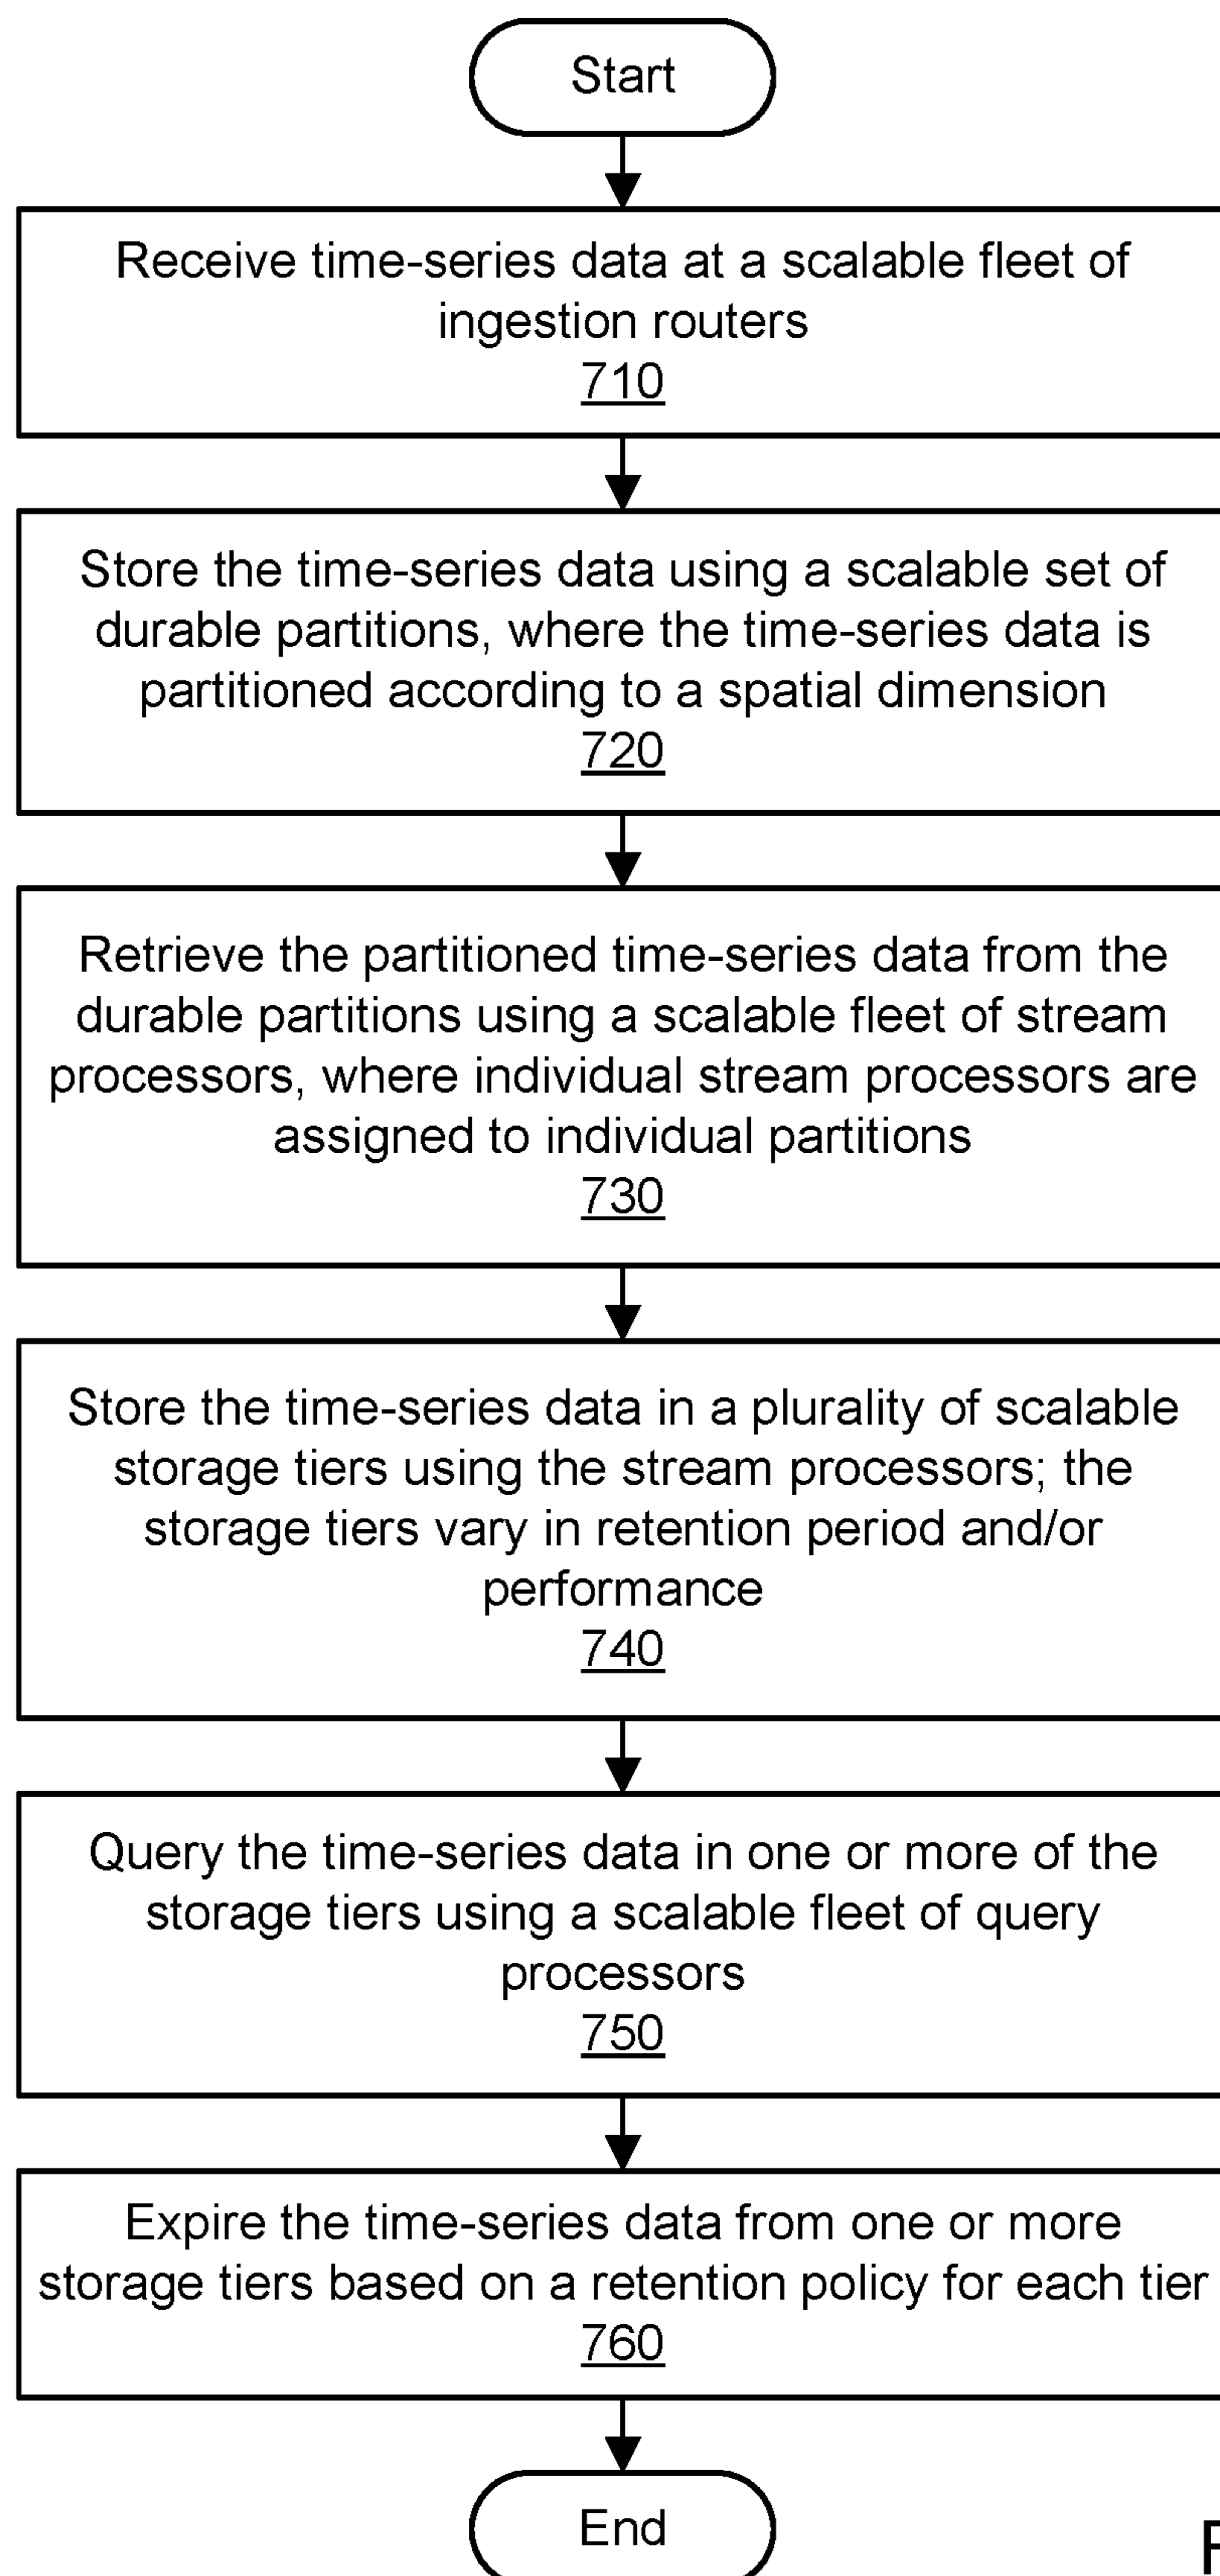 Start
Receive time-series data at a scalable fleet of
ingestion routers
710
Store the time-series data using a scalable set of
durable partitions, where the time-series data is
partitioned according to a spatial dimension
720
Retrieve the partitioned time-series data from the
durable partitions using a scalable fleet of stream
processors, where individual stream processors are
assigned to individual partitions
730
Store the time-series data in a plurality of scalable
storage tiers using the stream processors; the
storage tiers vary in retention period and/or
performance
740
Query the time-series data in one or more of the
storage tiers using a scalable fleet of query
processors
750
Expire the time-series data from one or more
storage tiers based on a retention policy for each tier
760
End